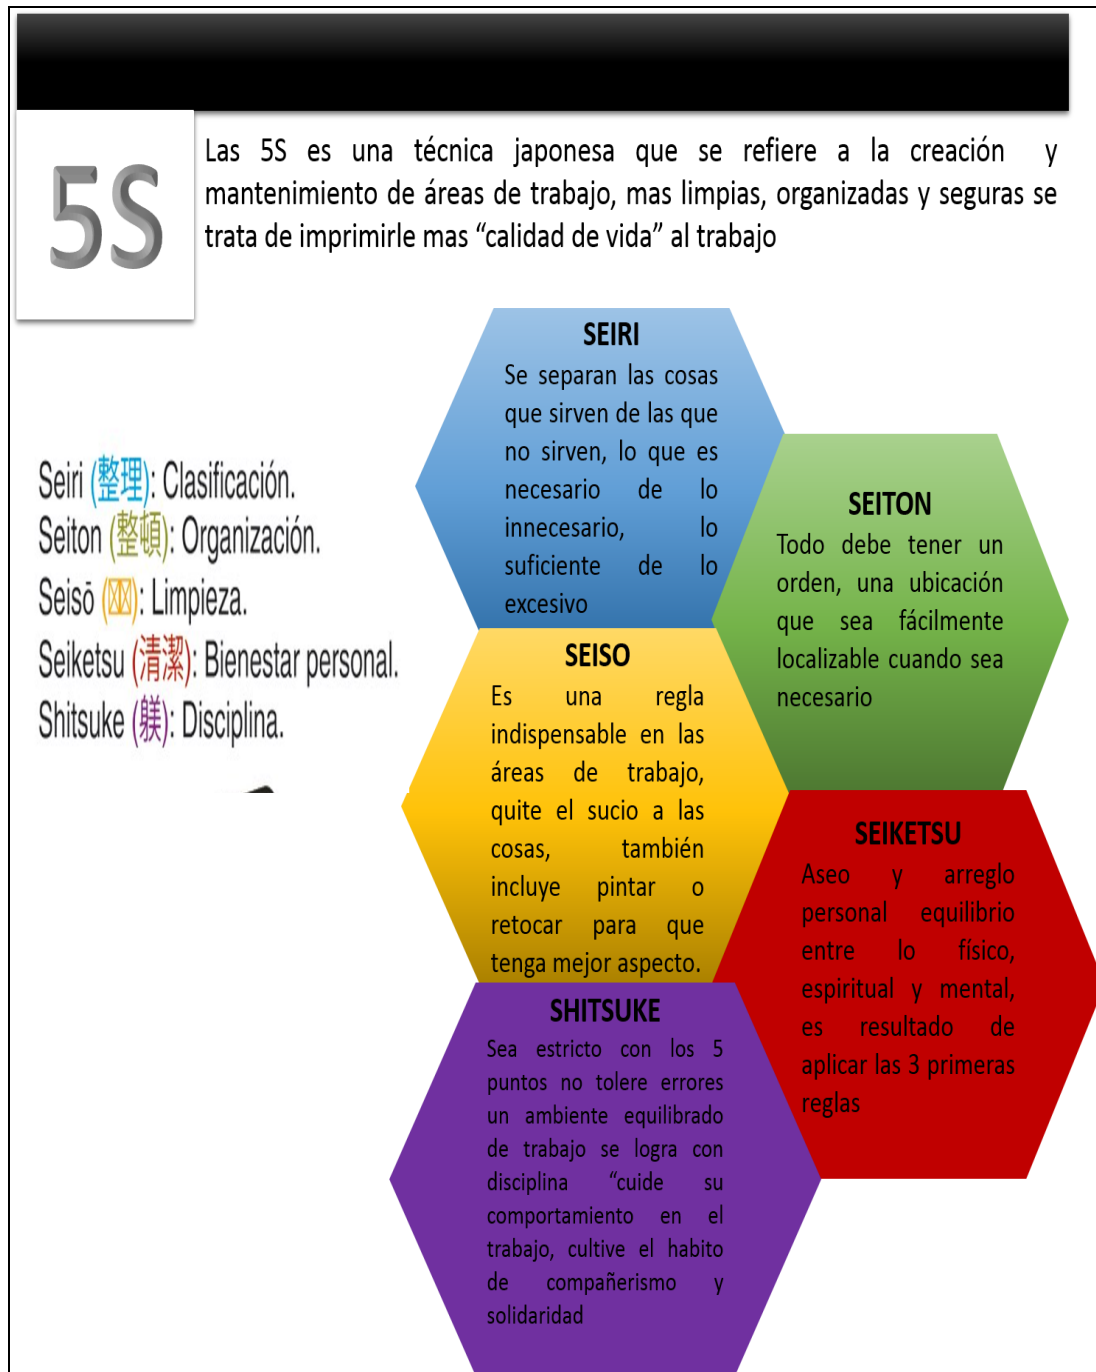 5S
Las 5S es una técnica japonesa que se refiere a la creación y
mantenimiento de áreas de trabajo, mas limpias, organizadas y seguras se
trata de imprimirle mas “calidad de vida” al trabajo
Seiri (整理): Clasificación.
Seiton (整頓): Organización.
Seisō (): Limpieza.
Seiketsu (清潔): Bienestar personal.
Shitsuke (躾): Disciplina.
SEIRI
Se separan las cosas
que sirven de las que
no sirven, lo que es
necesario de lo
innecesario, lo
suficiente de lo
excesivo
SEITON
Todo debe tener un
orden, una ubicación
que sea fácilmente
localizable cuando sea
necesario
SEISO
Es una regla
indispensable en las
áreas de trabajo,
quite el sucio a las
cosas, también
incluye pintar o
retocar para que
tenga mejor aspecto.
SEIKETSU
Aseo y arreglo
personal equilibrio
entre lo físico,
espiritual y mental,
es resultado de
aplicar las 3 primeras
reglas
SHITSUKE
Sea estricto con los 5
puntos no tolere errores
un ambiente equilibrado
de trabajo se logra con
disciplina “cuide su
comportamiento en el
trabajo, cultive el habito
de compañerismo y
solidaridad